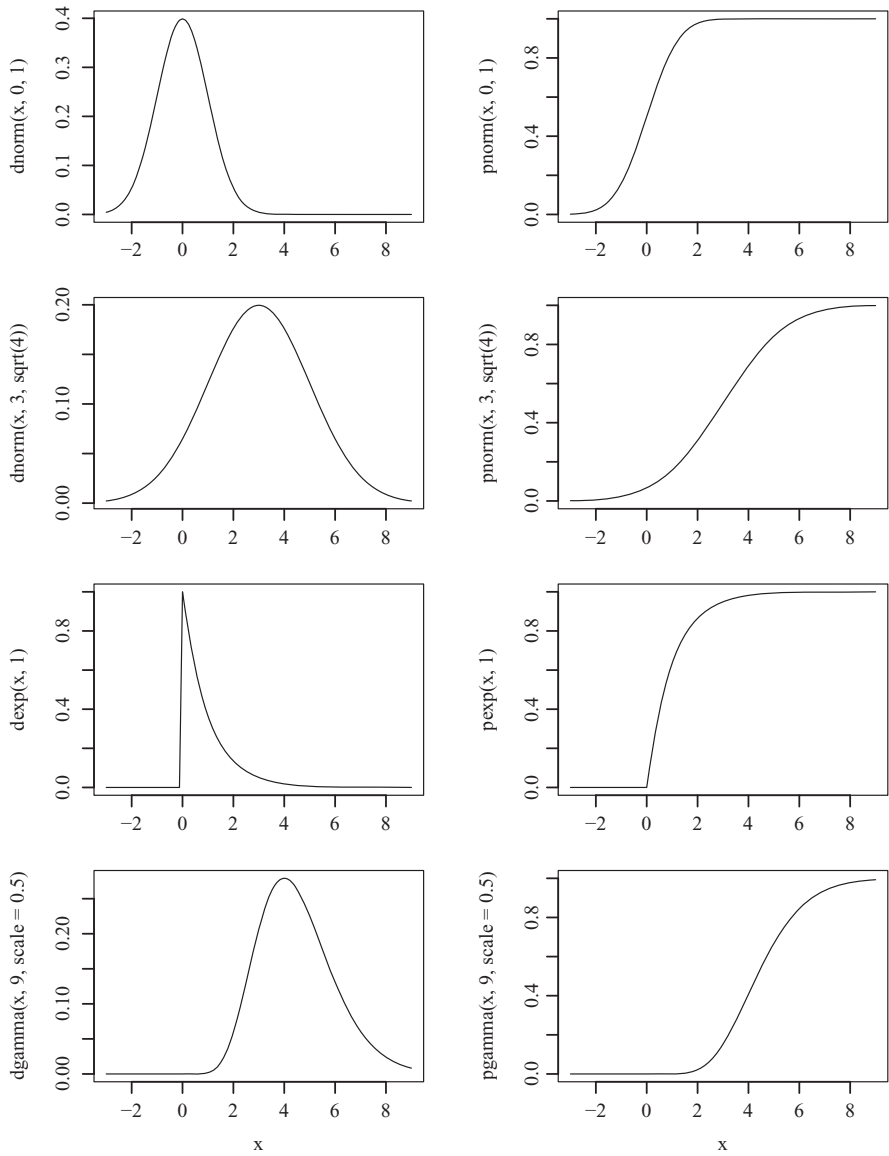 dnorm(x, 0, 1)
0.0 0.1 0.2 0.3 0.4
−2 0 2 4 6 8
pnorm(x, 0, 1)
0.0 0.4 0.8
−2 0 2 4 6 8
dnorm(x, 3, sqrt(4))
0.00 0.10 0.20
−2 0 2 4 6 8
pnorm(x, 3, sqrt(4))
0.0 0.4 0.8
−2 0 2 4 6 8
dexp(x, 1)
0.0 0.4 0.8
−2 0 2 4 6 8
pexp(x, 1)
0.0 0.4 0.8
−2 0 2 4 6 8
dgamma(x, 9, scale = 0.5)
0.00 0.10 0.20
−2 0 2 4 6 8
x
pgamma(x, 9, scale = 0.5)
0.0 0.4 0.8
−2 0 2 4 6 8
x